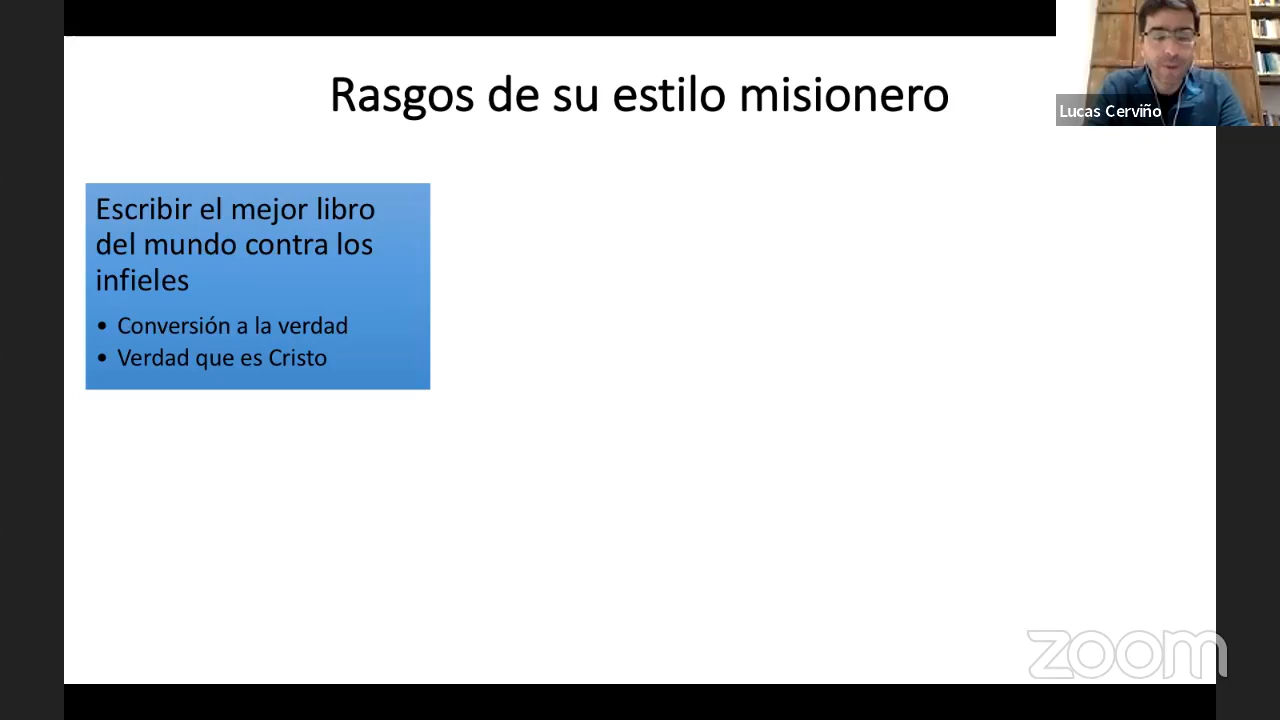 Rasgos de su estilo misionero
Lucas Cerviño
Escribir el mejor libro
del mundo contra los
infieles
• Conversión a la verdad
• Verdad que es Cristo
zoom